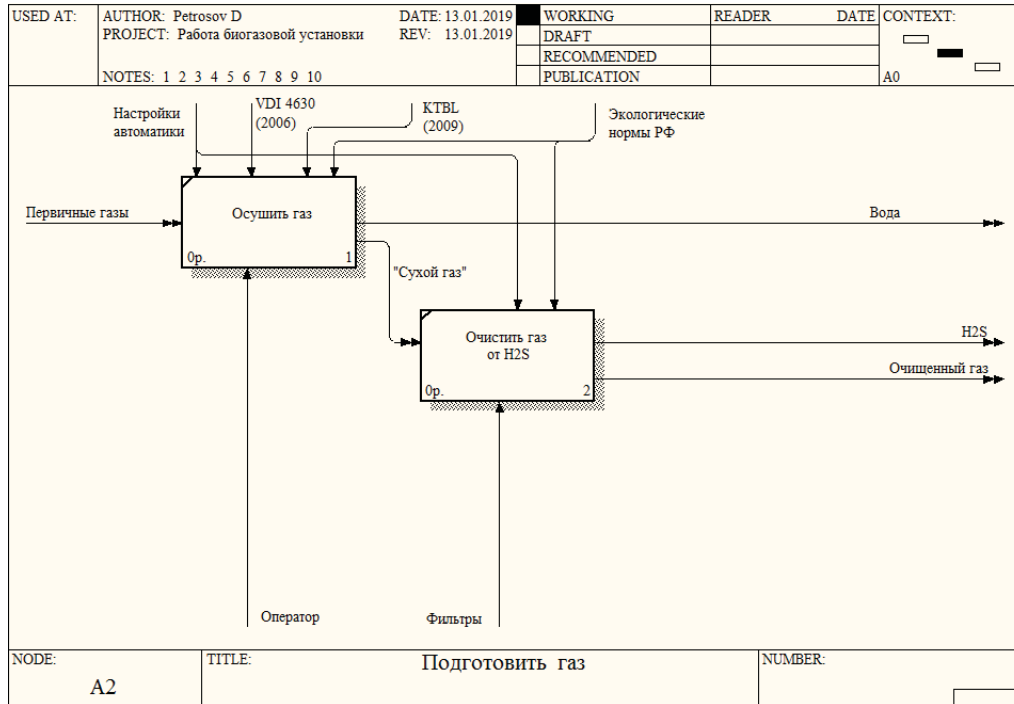 USED AT:
AUTHOR: Petrosov D
DATE: 13.01.2019
PROJECT: Работа биогазовой установки
REV: 13.01.2019
NOTES: 1 2 3 4 5 6 7 8 9 10
WORKING
DRAFT
RECOMMENDED
PUBLICATION
READER
DATE
CONTEXT:
A0
Настройки
автоматики
VDI 4630
(2006)
KTBL
(2009)
Экологические
нормы РФ
Первичные газы
Осушить газ
0р.
1
Вода
"Сухой газ"
Очистить газ
от H2S
0р.
2
H2S
Очищенный газ
Оператор
Фильтры
NODE:
A2
TITLE:
Подготовить газ
NUMBER: